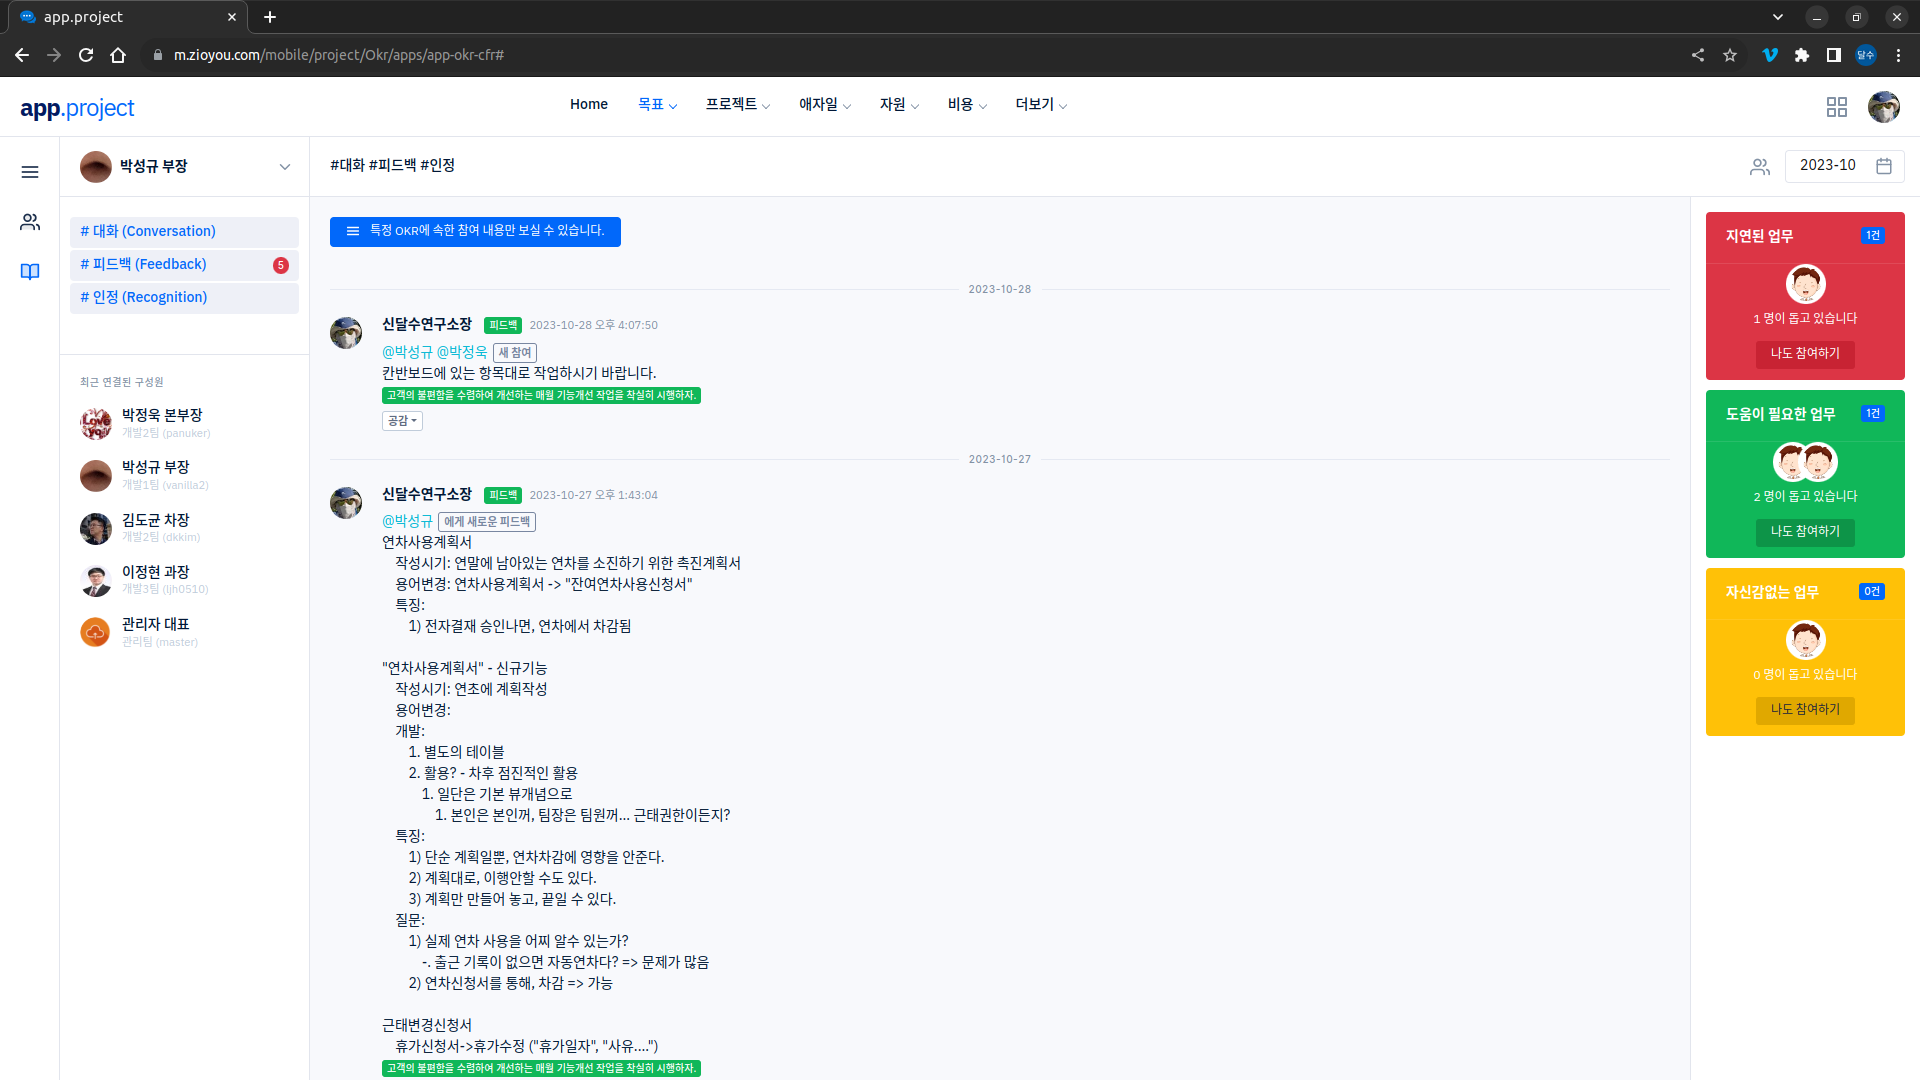 app.project
m.zioyou.com/mobile/project/Okr/apps/app-okr-cfr#
달수
app.project
Home 목표 프로젝트 애자일 자원 비용 더보기
박성규 부장
#대화 #피드백 #인정
2023-10
# 대화 (Conversation)
# 피드백 (Feedback) 5
# 인정 (Recognition)
최근 연결된 구성원
박정욱 본부장
개발2팀 (panuker)
박성규 부장
개발1팀 (vanilla2)
김도균 차장
개발2팀 (dkkim)
이정현 과장
개발3팀 (ljh0510)
관리자 대표
관리팀 (master)
특정 OKR에 속한 참여 내용만 보실 수 있습니다.
2023-10-28
신달수연구소장 피드백 2023-10-28 오후 4:07:50
@박성규 @박정욱 새 참여
칸반보드에 있는 항목대로 작업하시기 바랍니다.
고객의 불편함을 수렴하여 개선하는 매월 기능개선 작업을 착실히 시행하자.
공감
2023-10-27
신달수연구소장 피드백 2023-10-27 오후 1:43:04
@박성규 에게 새로운 피드백
연차사용계획서
작성시기: 연말에 남아있는 연차를 소진하기 위한 촉진계획서
용어변경: 연차사용계획서 -> "잔여연차사용신청서"
특징:
1) 전자결재 승인나면, 연차에서 차감됨
"연차사용계획서" - 신규기능
작성시기: 연초에 계획작성
용어변경:
개발:
1. 별도의 테이블
2. 활용? - 차후 점진적인 활용
1. 일단은 기본 뷰개념으로
1. 본인은 본인꺼, 팀장은 팀원꺼... 근태권한이든지?
특징:
1) 단순 계획일뿐, 연차차감에 영향을 안준다.
2) 계획대로, 이행안할 수도 있다.
3) 계획만 만들어 놓고, 끝일 수 있다.
질문:
1) 실제 연차 사용을 어찌 알수 있는가?
-. 출근 기록이 없으면 자동연차다? => 문제가 많음
2) 연차신청서를 통해, 차감 => 가능
근태변경신청서
휴가신청서->휴가수정 ("휴가일자", "사유....")
고객의 불편함을 수렴하여 개선하는 매월 기능개선 작업을 착실히 시행하자.
지연된 업무 1건
1 명이 돕고 있습니다
나도 참여하기
도움이 필요한 업무 1건
2 명이 돕고 있습니다
나도 참여하기
자신감없는 업무 0건
0 명이 돕고 있습니다
나도 참여하기